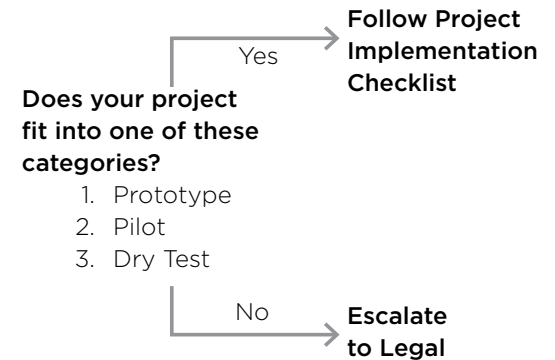 Follow Project
Implementation
Checklist
Yes
Does your project
fit into one of these
categories?
1. Prototype
2. Pilot
3. Dry Test
No
Escalate
to Legal